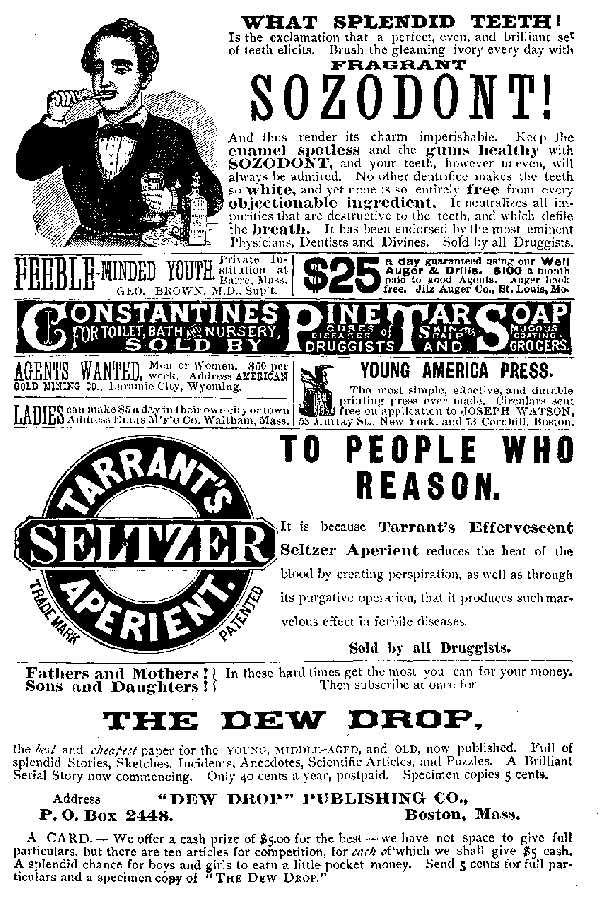 WHAT SPLENDID TEETH!
Is the exclamation that a perfect, even, and brilliant set
of teeth elicits. Brush the gleaming ivory every day with
FRAGRANT
SOZODONT!
And thus render its charm imperishable. Keep the
enamel spotless and the gums healthy with
SOZODONT, and your teeth, however uneven, will
always be admired. No other dentifrice makes the teeth
so white, and yet none is so entirely free from every
objectionable ingredient. It neutralizes all im-
purities that are destructive to the teeth, and which defile
the breath. It has been endorsed by the most eminent
Physicians, Dentists and Divines. Sold by all Druggists.
FEEBLE-MINDED YOUTH. Private In-
stitution at
Barre, Mass.
GEO. BROWN, M.D., Sup't.
$25 a day guaranteed using our Well
Auger & Drills. $100 a month
paid to good Agents. Auger book
free. Jilz Auger Co., St. Louis, Mo.
CONSTANTINES PINE TAR SOAP
FOR TOILET, BATH AND NURSERY, CURES DISEASES OF SKIN AND MUCOUS COATING
SOLD BY DRUGGISTS AND GROCERS.
AGENTS WANTED, Men or Women. $50 per
week. Address AMERICAN
GOLD MINING CO., Laramie City, Wyoming.
LADIES can make $5 a day in their own city or town
Address M'F'G Co. Waltham, Mass.
YOUNG AMERICA PRESS.
The most simple, effective, and durable
printing press ever made. Circulars sent
free on application to JOSEPH WATSON,
Murray St., New York, and 73 Cornhill, Boston.
TARRANT'S
SELTZER
APERIENT.
TRADE MARK
PATENTED
TO PEOPLE WHO
REASON.
It is because Tarrant's Effervescent
Seltzer Aperient reduces the heat of the
blood by creating perspiration, as well as through
its purgative operation, that it produces such mar-
velous effect in febrile diseases.
Sold by all Druggists.
Fathers and Mothers!!
Sons and Daughters!!
In these hard times get the most you can for your money.
Then subscribe at once for
THE DEW DROP,
the best and cheapest paper for the YOUNG, MIDDLE-AGED, and OLD, now published. Full of
splendid Stories, Sketches, Incidents, Anecdotes, Scientific Articles, and Puzzles. A Brilliant
Serial Story now commencing. Only 40 cents a year, postpaid. Specimen copies 5 cents.
Address "DEW DROP" PUBLISHING CO.,
P. O. Box 2448. Boston, Mass.
A CARD. — We offer a cash prize of $5.00 for the best — we have not space to give full
particulars, but there are ten articles for competition, for each of which we shall give $5 cash.
A splendid chance for boys and girls to earn a little pocket money. Send 5 cents for full par-
ticulars and a specimen copy of "THE DEW DROP."